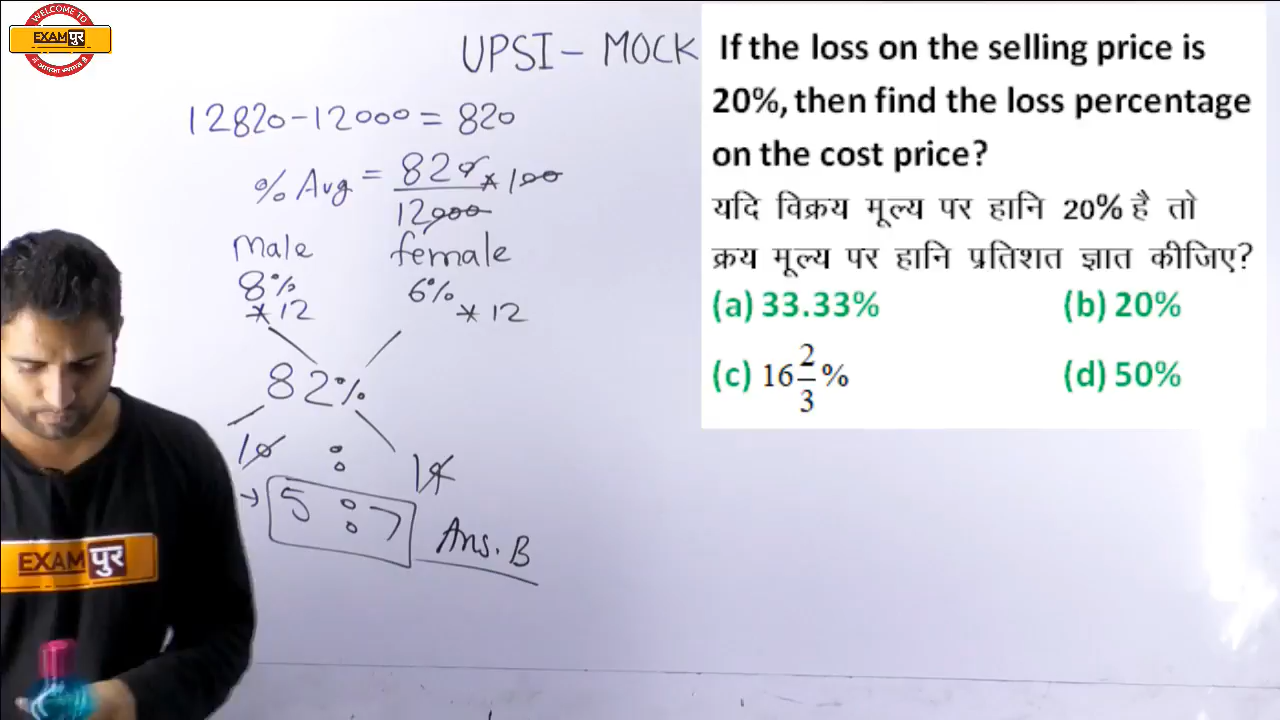 WELCOME TO
EXAMपुर
UPSI - MOCK
12820-12000 = 820
% Avg = 820 * 100
12000
Male female
8% 6%
* 12 * 12
82%
10 : 14
→ 5 : 7
Ans. B
If the loss on the selling price is
20%, then find the loss percentage
on the cost price?
यदि विक्रय मूल्य पर हानि 20% है तो
क्रय मूल्य पर हानि प्रतिशत ज्ञात कीजिए?
(a) 33.33% (b) 20%
(c) 16 2/3 % (d) 50%
EXAMपुर